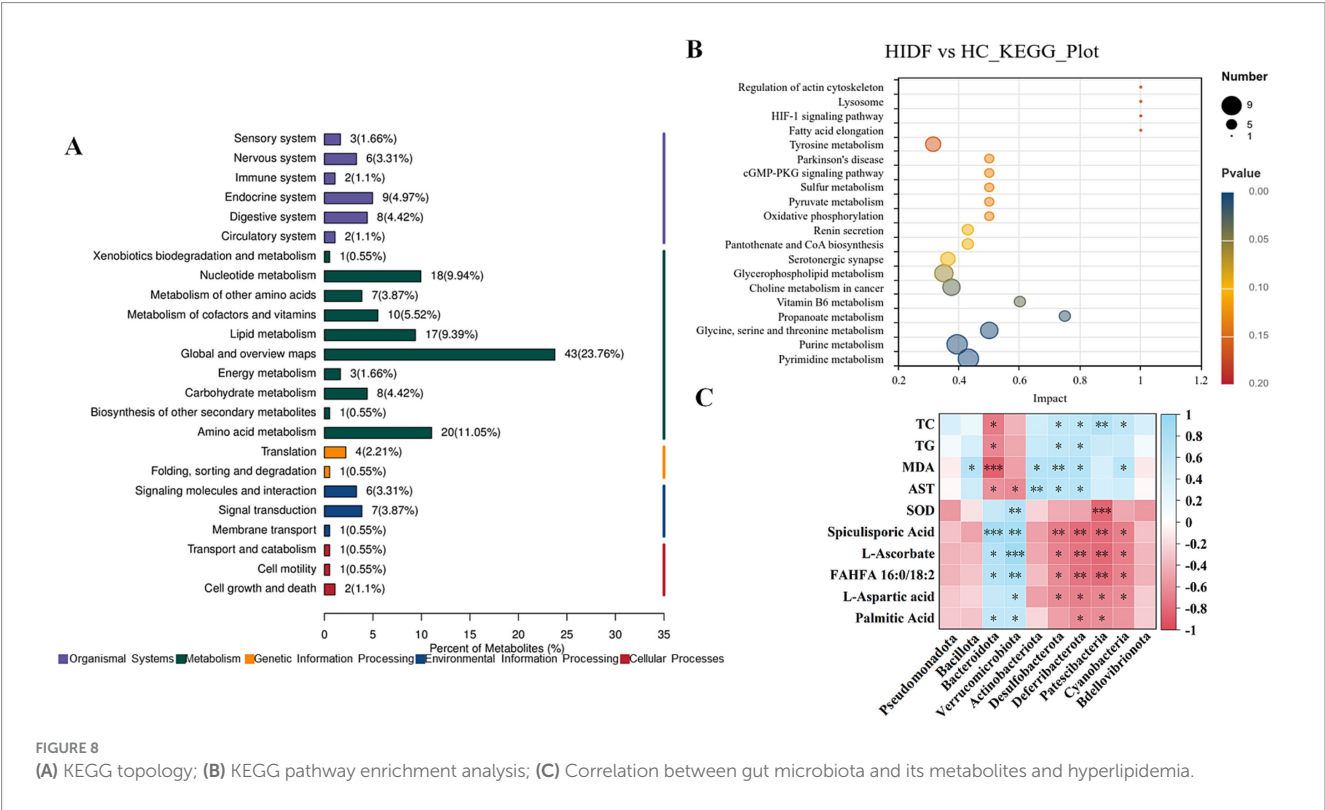 A
Sensory system 3(1.66%)
Nervous system 6(3.31%)
Immune system 2(1.1%)
Endocrine system 9(4.97%)
Digestive system 8(4.42%)
Circulatory system 2(1.1%)
Xenobiotics biodegradation and metabolism 1(0.55%)
Nucleotide metabolism 18(9.94%)
Metabolism of other amino acids 7(3.87%)
Metabolism of cofactors and vitamins 10(5.52%)
Lipid metabolism 17(9.39%)
Global and overview maps 43(23.76%)
Energy metabolism 3(1.66%)
Carbohydrate metabolism 8(4.42%)
Biosynthesis of other secondary metabolites 1(0.55%)
Amino acid metabolism 20(11.05%)
Translation 4(2.21%)
Folding, sorting and degradation 1(0.55%)
Signaling molecules and interaction 6(3.31%)
Signal transduction 7(3.87%)
Membrane transport 1(0.55%)
Transport and catabolism 1(0.55%)
Cell motility 1(0.55%)
Cell growth and death 2(1.1%)
0 5 10 15 20 25 30 35
Percent of Metabolites (%)
Organismal Systems Metabolism Genetic Information Processing Environmental Information Processing Cellular Processes
B
HIDF vs HC_KEGG_Plot
Regulation of actin cytoskeleton
Lysosome
HIF-1 signaling pathway
Fatty acid elongation
Tyrosine metabolism
Parkinson's disease
cGMP-PKG signaling pathway
Sulfur metabolism
Pyruvate metabolism
Oxidative phosphorylation
Renin secretion
Pantothenate and CoA biosynthesis
Serotonergic synapse
Glycerophospholipid metabolism
Choline metabolism in cancer
Vitamin B6 metabolism
Propanoate metabolism
Glycine, serine and threonine metabolism
Purine metabolism
Pyrimidine metabolism
0.2 0.4 0.6 0.8 1 1.2
Impact
Number
9
5
1
Pvalue
0.00
0.05
0.10
0.15
0.20
C
TC * * * ** *
TG * * *
MDA * *** * ** * *
AST * * ** * *
SOD ** ***
Spiculisporic Acid *** ** ** ** ** *
L-Ascorbate * *** * ** ** *
FAHFA 16:0/18:2 * ** * ** ** *
L-Aspartic acid * * * * *
Palmitic Acid * * * *
Pseudomonadota
Bacillota
Bacteroidota
Verrucomicrobiota
Actinobacteriota
Desulfobacterota
Deferribacterota
Patescibacteria
Cyanobacteria
Bdellovibrionota
1
0.8
0.6
0.4
0.2
0
-0.2
-0.4
-0.6
-0.8
-1
FIGURE 8
(A) KEGG topology; (B) KEGG pathway enrichment analysis; (C) Correlation between gut microbiota and its metabolites and hyperlipidemia.